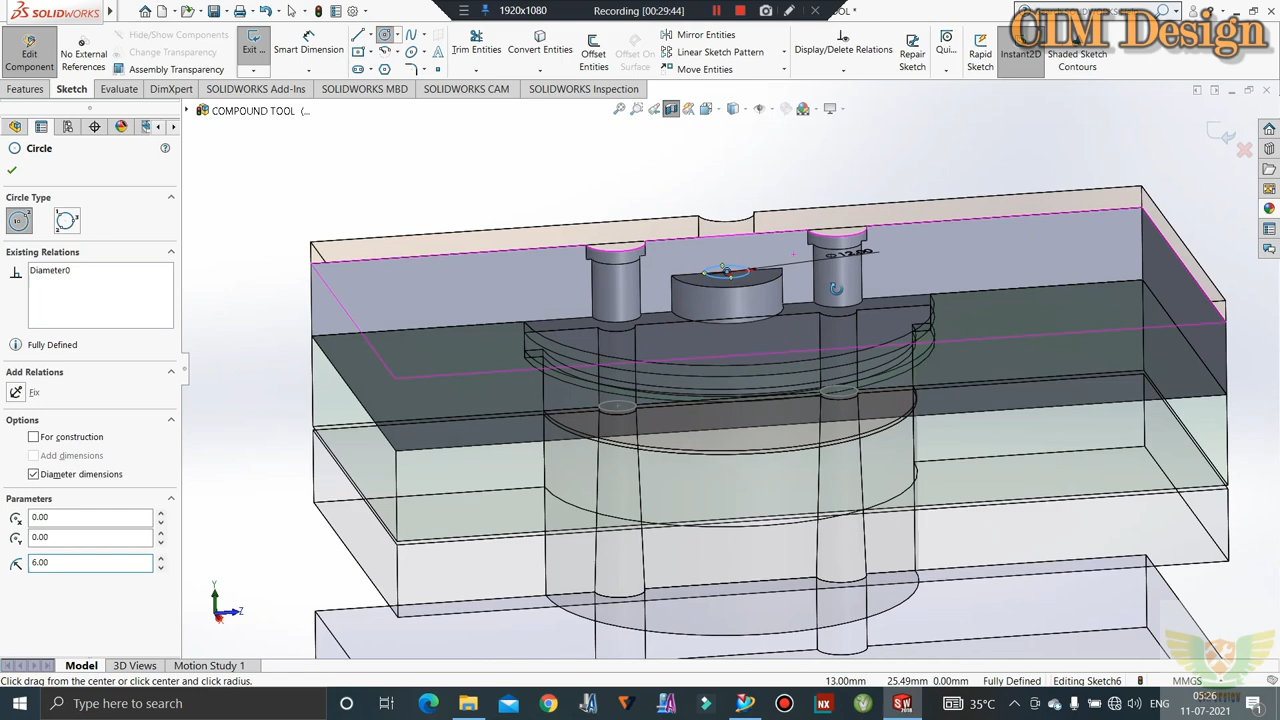 SOLIDWORKS
1920x1080
Recording [00:29:44]
OL *
CIM Design
Edit Component
No External References
Hide/Show Components
Change Transparency
Assembly Transparency
Exit ...
Smart Dimension
Trim Entities
Convert Entities
Offset Entities
Offset On Surface
Mirror Entities
Linear Sketch Pattern
Move Entities
Display/Delete Relations
Repair Sketch
Qui...
Rapid Sketch
Instant2D
Shaded Sketch Contours
Features
Sketch
Evaluate
DimXpert
SOLIDWORKS Add-Ins
SOLIDWORKS MBD
SOLIDWORKS CAM
SOLIDWORKS Inspection
COMPOUND TOOL (...
Circle
Circle Type
Existing Relations
Diameter0
Fully Defined
Add Relations
Fix
Options
For construction
Add dimensions
Diameter dimensions
Parameters
0.00
0.00
6.00
Y
Z
Model
3D Views
Motion Study 1
Click drag from the center or click center and click radius.
13.00mm
25.49mm 0.00mm
Fully Defined
Editing Sketch6
MMGS
Type here to search
35°C
ENG
05:26
11-07-2021